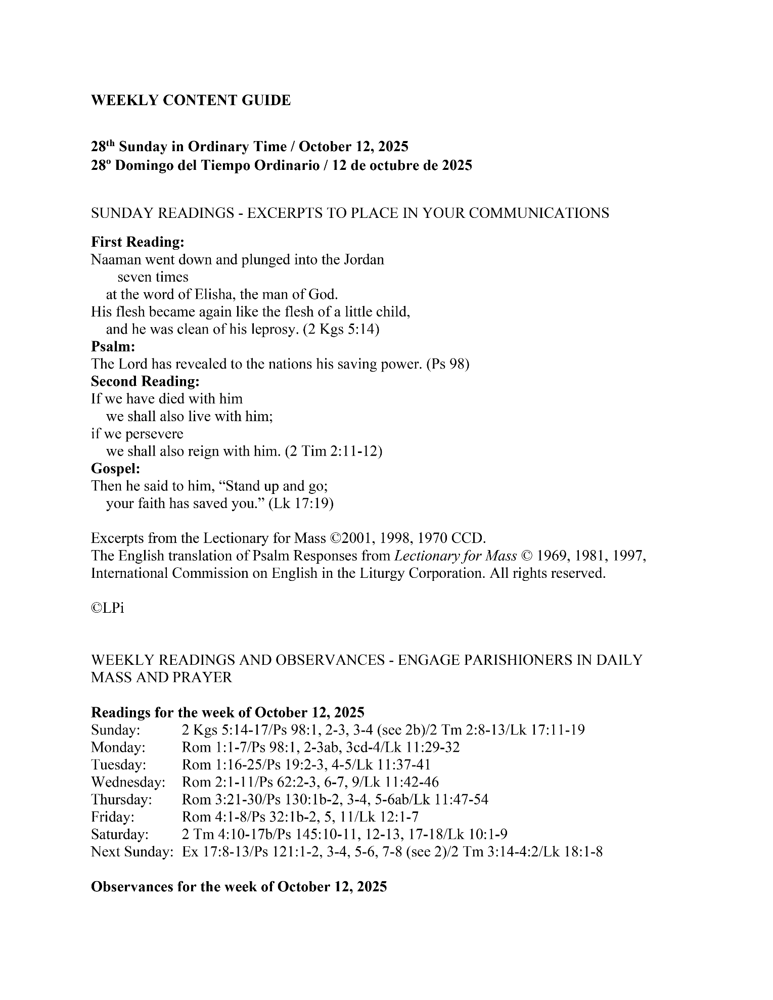 WEEKLY CONTENT GUIDE
28th Sunday in Ordinary Time / October 12, 2025
28º Domingo del Tiempo Ordinario / 12 de octubre de 2025
SUNDAY READINGS - EXCERPTS TO PLACE IN YOUR COMMUNICATIONS
First Reading:
Naaman went down and plunged into the Jordan
seven times
at the word of Elisha, the man of God.
His flesh became again like the flesh of a little child,
and he was clean of his leprosy. (2 Kgs 5:14)
Psalm:
The Lord has revealed to the nations his saving power. (Ps 98)
Second Reading:
If we have died with him
we shall also live with him;
if we persevere
we shall also reign with him. (2 Tim 2:11-12)
Gospel:
Then he said to him, “Stand up and go;
your faith has saved you.” (Lk 17:19)
Excerpts from the Lectionary for Mass ©2001, 1998, 1970 CCD.
The English translation of Psalm Responses from Lectionary for Mass © 1969, 1981, 1997,
International Commission on English in the Liturgy Corporation. All rights reserved.
©LPi
WEEKLY READINGS AND OBSERVANCES - ENGAGE PARISHIONERS IN DAILY
MASS AND PRAYER
Readings for the week of October 12, 2025
Sunday: 2 Kgs 5:14-17/Ps 98:1, 2-3, 3-4 (see 2b)/2 Tm 2:8-13/Lk 17:11-19
Monday: Rom 1:1-7/Ps 98:1, 2-3ab, 3cd-4/Lk 11:29-32
Tuesday: Rom 1:16-25/Ps 19:2-3, 4-5/Lk 11:37-41
Wednesday: Rom 2:1-11/Ps 62:2-3, 6-7, 9/Lk 11:42-46
Thursday: Rom 3:21-30/Ps 130:1b-2, 3-4, 5-6ab/Lk 11:47-54
Friday: Rom 4:1-8/Ps 32:1b-2, 5, 11/Lk 12:1-7
Saturday: 2 Tm 4:10-17b/Ps 145:10-11, 12-13, 17-18/Lk 10:1-9
Next Sunday: Ex 17:8-13/Ps 121:1-2, 3-4, 5-6, 7-8 (see 2)/2 Tm 3:14-4:2/Lk 18:1-8
Observances for the week of October 12, 2025